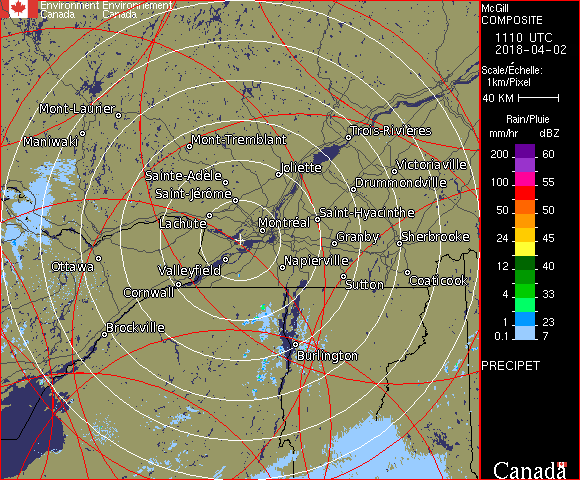 Environment Environnement
Canada Canada
Mont-Laurier
Maniwaki
Mont-Tremblant
Trois-Rivières
Joliette
Victoriaville
Sainte-Adèle
Drummondville
Saint-Jérôme
Saint-Hyacinthe
Lachute
Montréal
Granby
Sherbrooke
Ottawa
Valleyfield
Napierville
Sutton
Coaticook
Cornwall
Brockville
Burlington
McGill
COMPOSITE
1110 UTC
2018-04-02
Scale/Échelle:
1km/Pixel
40 KM
Rain/Pluie
mm/hr dBZ
200 60
100 55
50 50
24 45
12 40
4 33
1 23
0.1 7
PRECIPET
Canada